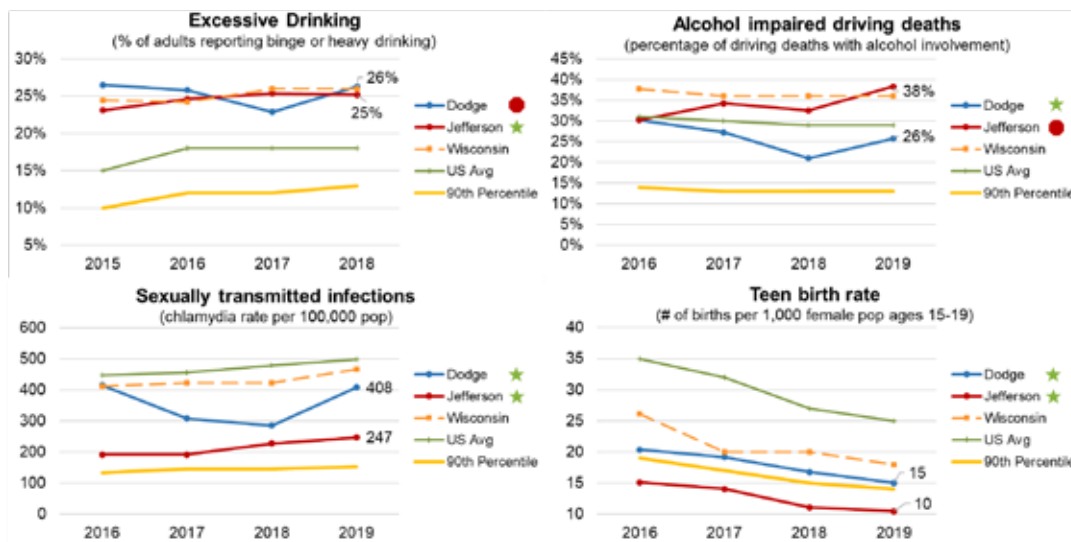 Excessive Drinking
(% of adults reporting binge or heavy drinking)
30%
25%
20%
15%
10%
5%
26%
25%
2015 2016 2017 2018
Dodge
Jefferson
Wisconsin
US Avg
90th Percentile
Alcohol impaired driving deaths
(percentage of driving deaths with alcohol involvement)
45%
40%
35%
30%
25%
20%
15%
10%
5%
0%
38%
26%
2016 2017 2018 2019
Dodge
Jefferson
Wisconsin
US Avg
90th Percentile
Sexually transmitted infections
(chlamydia rate per 100,000 pop)
600
500
400
300
200
100
0
408
247
2016 2017 2018 2019
Dodge
Jefferson
Wisconsin
US Avg
90th Percentile
Teen birth rate
(# of births per 1,000 female pop ages 15-19)
40
35
30
25
20
15
10
15
10
2016 2017 2018 2019
Dodge
Jefferson
Wisconsin
US Avg
90th Percentile